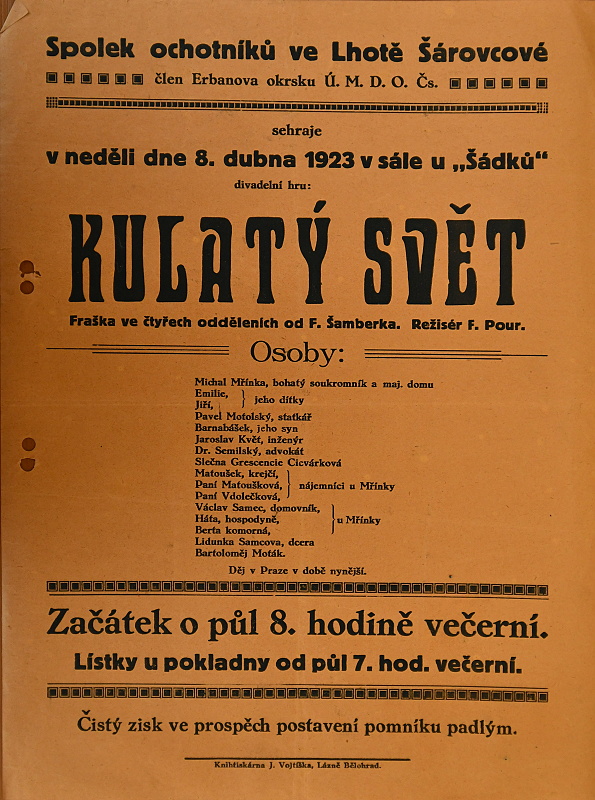 Spolek ochotníků ve Lhotě Šárovcové
člen Erbanova okrsku Ú. M. D. O. Čs.
sehraje
v neděli dne 8. dubna 1923 v sále u „Šádků“
divadelní hru:
KULATÝ SVĚT
Fraška ve čtyřech odděleních od F. Šamberka. Režisér F. Pour.
Osoby:
Michal Mřínka, bohatý soukromník a maj. domu
Emilie,
Jiří,
jeho dítky
Pavel Motolský, statkář
Barnabášek, jeho syn
Jaroslav Květ, inženýr
Dr. Semilský, advokát
Slečna Grescencie Cicvárková
Matoušek, krejčí,
Paní Matoušková,
Paní Vdolečková,
nájemníci u Mřínky
Václav Samec, domovník,
Háta, hospodyně,
Berta komorná,
u Mřínky
Lidunka Samcova, dcera
Bartoloměj Moťák.
Děj v Praze v době nynější.
Začátek o půl 8. hodině večerní.
Lístky u pokladny od půl 7. hod. večerní.
Čistý zisk ve prospěch postavení pomníku padlým.
Knihtiskárna J. Vojtíška, Lázně Bělohrad.